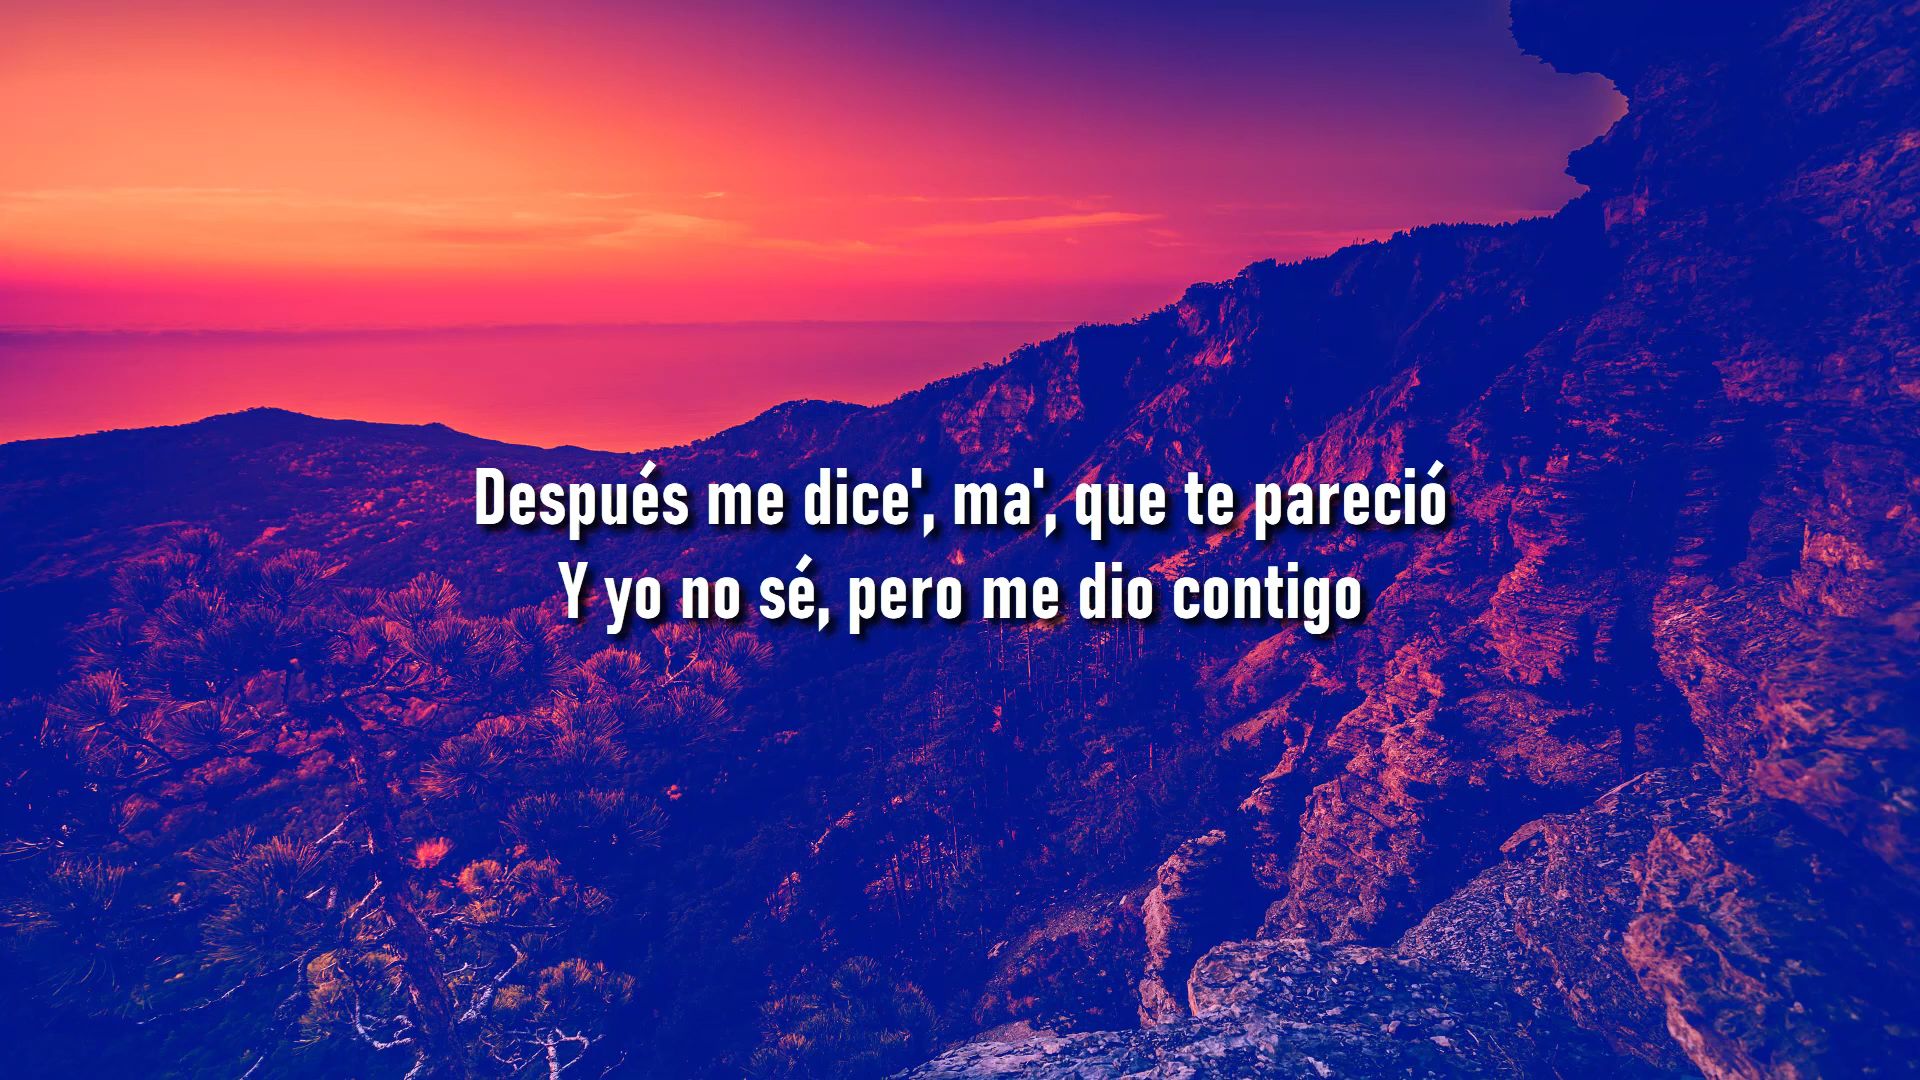 Después me dice', ma', que te pareció
Y yo no sé, pero me dio contigo